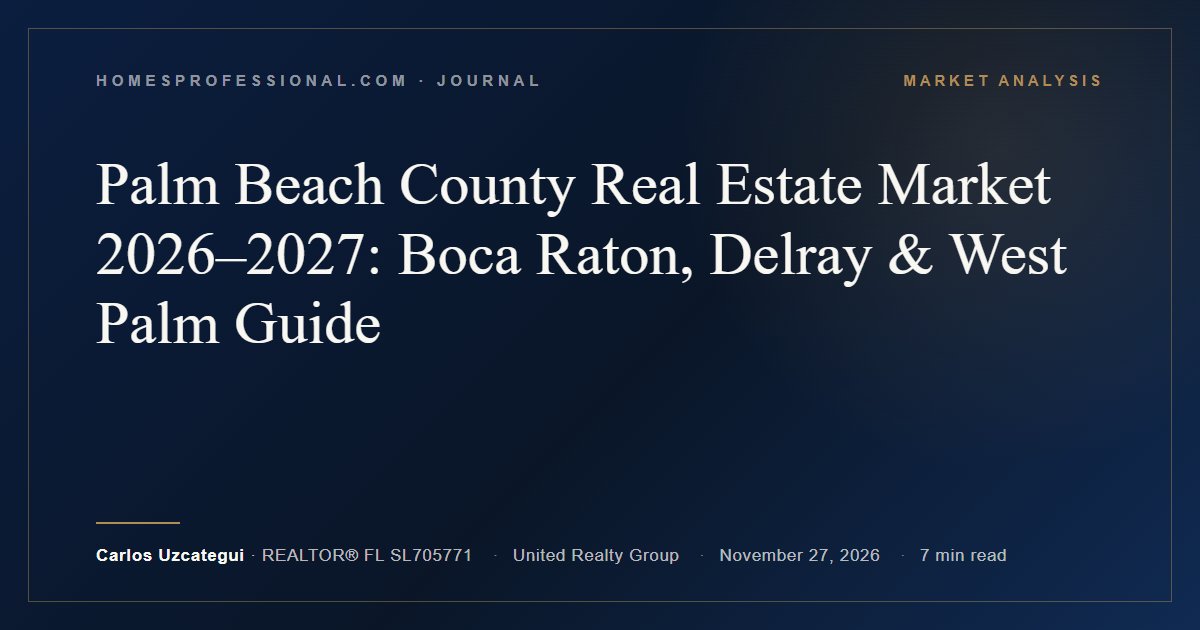 HOMESPROFESSIONAL.COM · JOURNAL
MARKET ANALYSIS
Palm Beach County Real Estate Market
2026–2027: Boca Raton, Delray & West
Palm Guide
Carlos Uzcategui · REALTOR® FL SL705771 · United Realty Group · November 27, 2026 · 7 min read